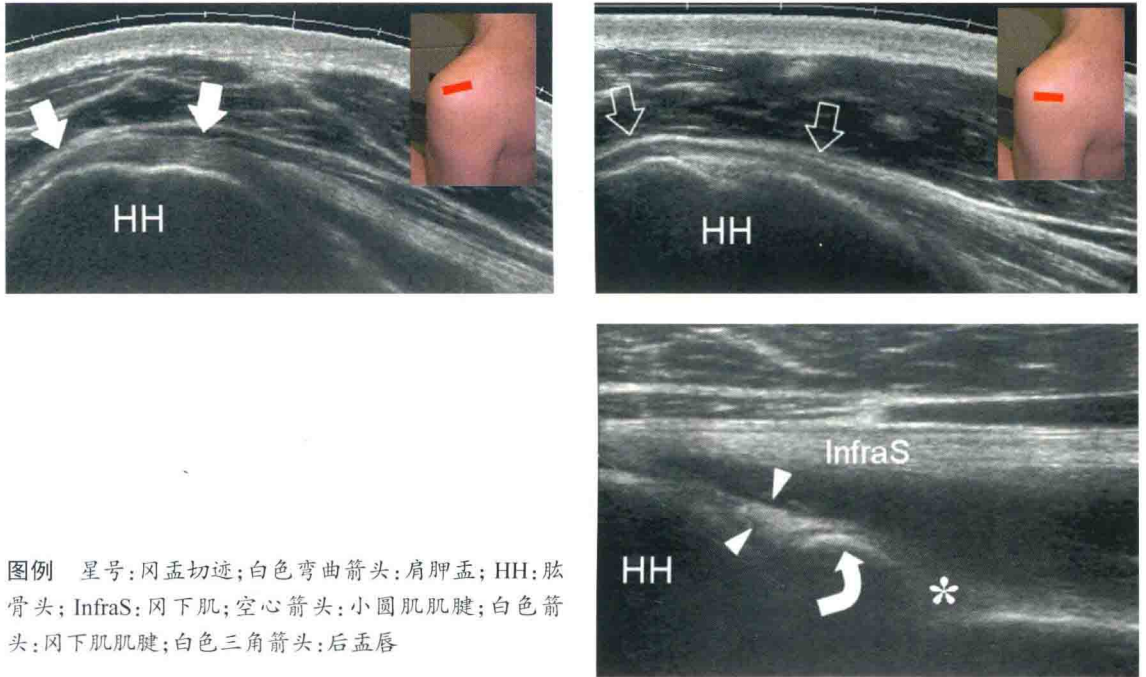 HH
HH
InfraS
HH
*
图例 星号:冈盂切迹;白色弯曲箭头:肩胛盂; HH:肱
骨头; InfraS:冈下肌;空心箭头:小圆肌肌腱;白色箭
头:冈下肌肌腱;白色三角箭头:后盂唇